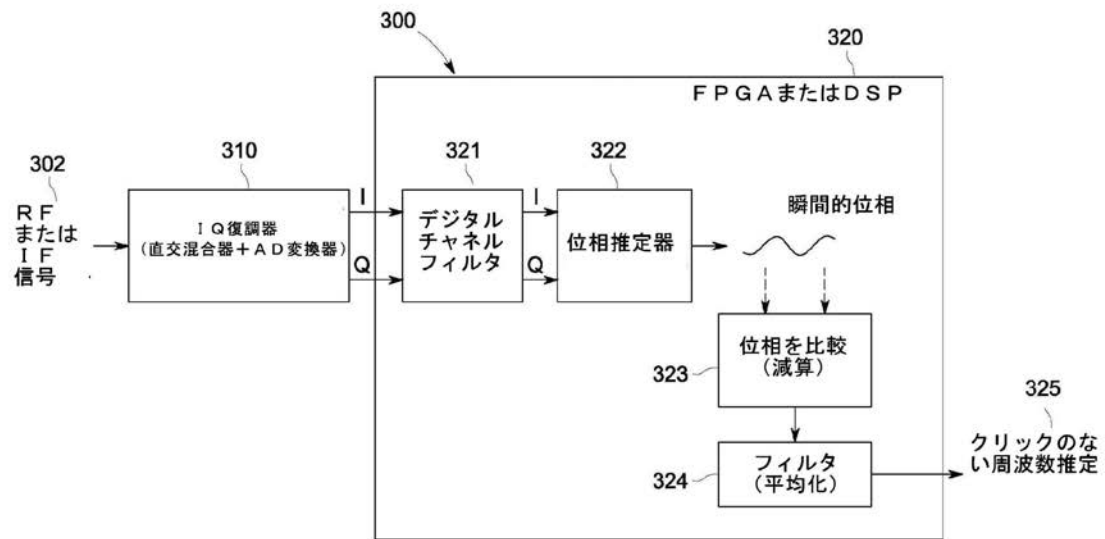 300
320
FPGAまたはDSP
302
310
321
322
RF
または
IF
信号
IQ復調器
(直交混合器+AD変換器)
I
Q
デジタル
チャネル
フィルタ
I
Q
位相推定器
瞬間的位相
位相を比較
(減算)
323
フィルタ
(平均化)
324
325
クリックのな
い周波数推定